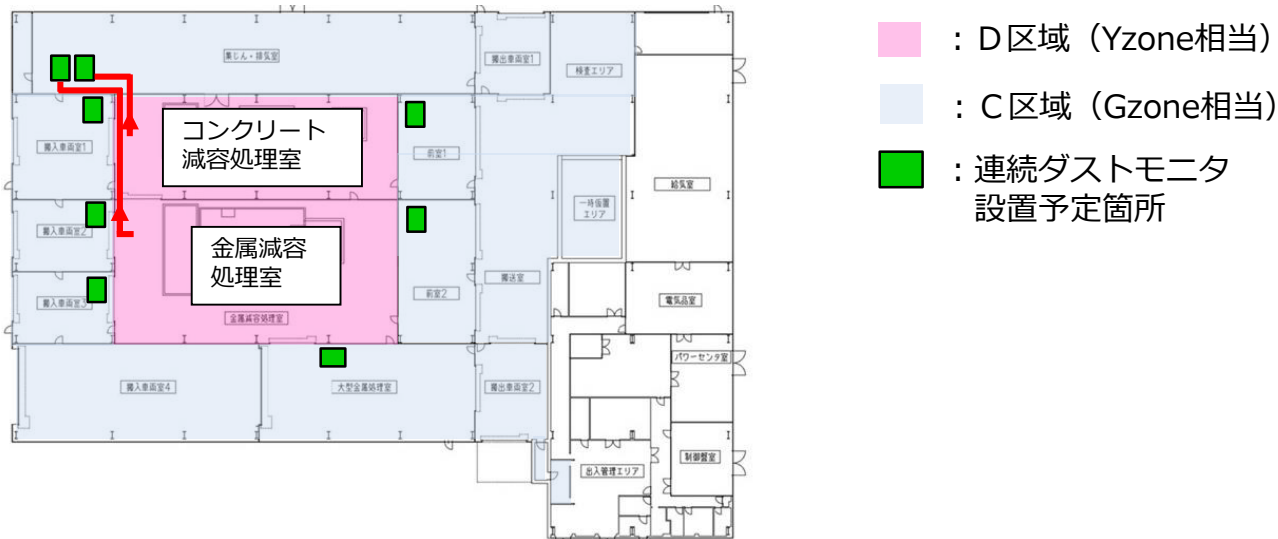 集じん・排気室
搬出車両室1
検査エリア
：D区域（Yzone相当）
：C区域（Gzone相当）
：連続ダストモニタ
設置予定箇所
搬入車両室1
コンクリート
減容処理室
前室1
給気室
一時仮置
エリア
搬入車両室2
金属減容
処理室
搬送室
搬入車両室3
金属減容処理室
前室2
電気品室
パワーセンタ室
搬入車両室4
大型金属処理室
搬出車両室2
出入管理エリア
制御盤室